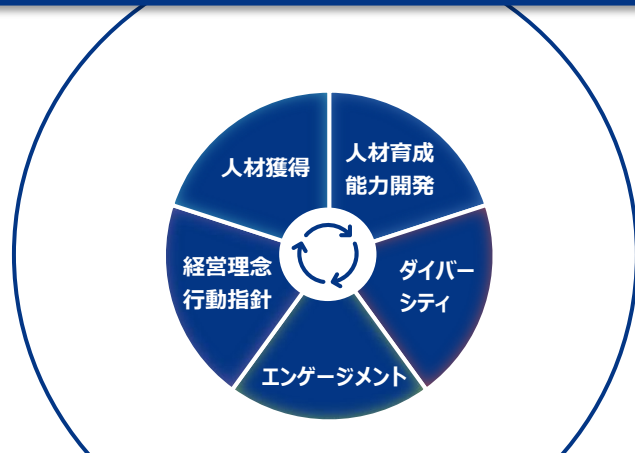 人材獲得
人材育成
能力開発
経営理念
行動指針
ダイバー
シティ
エンゲージメント